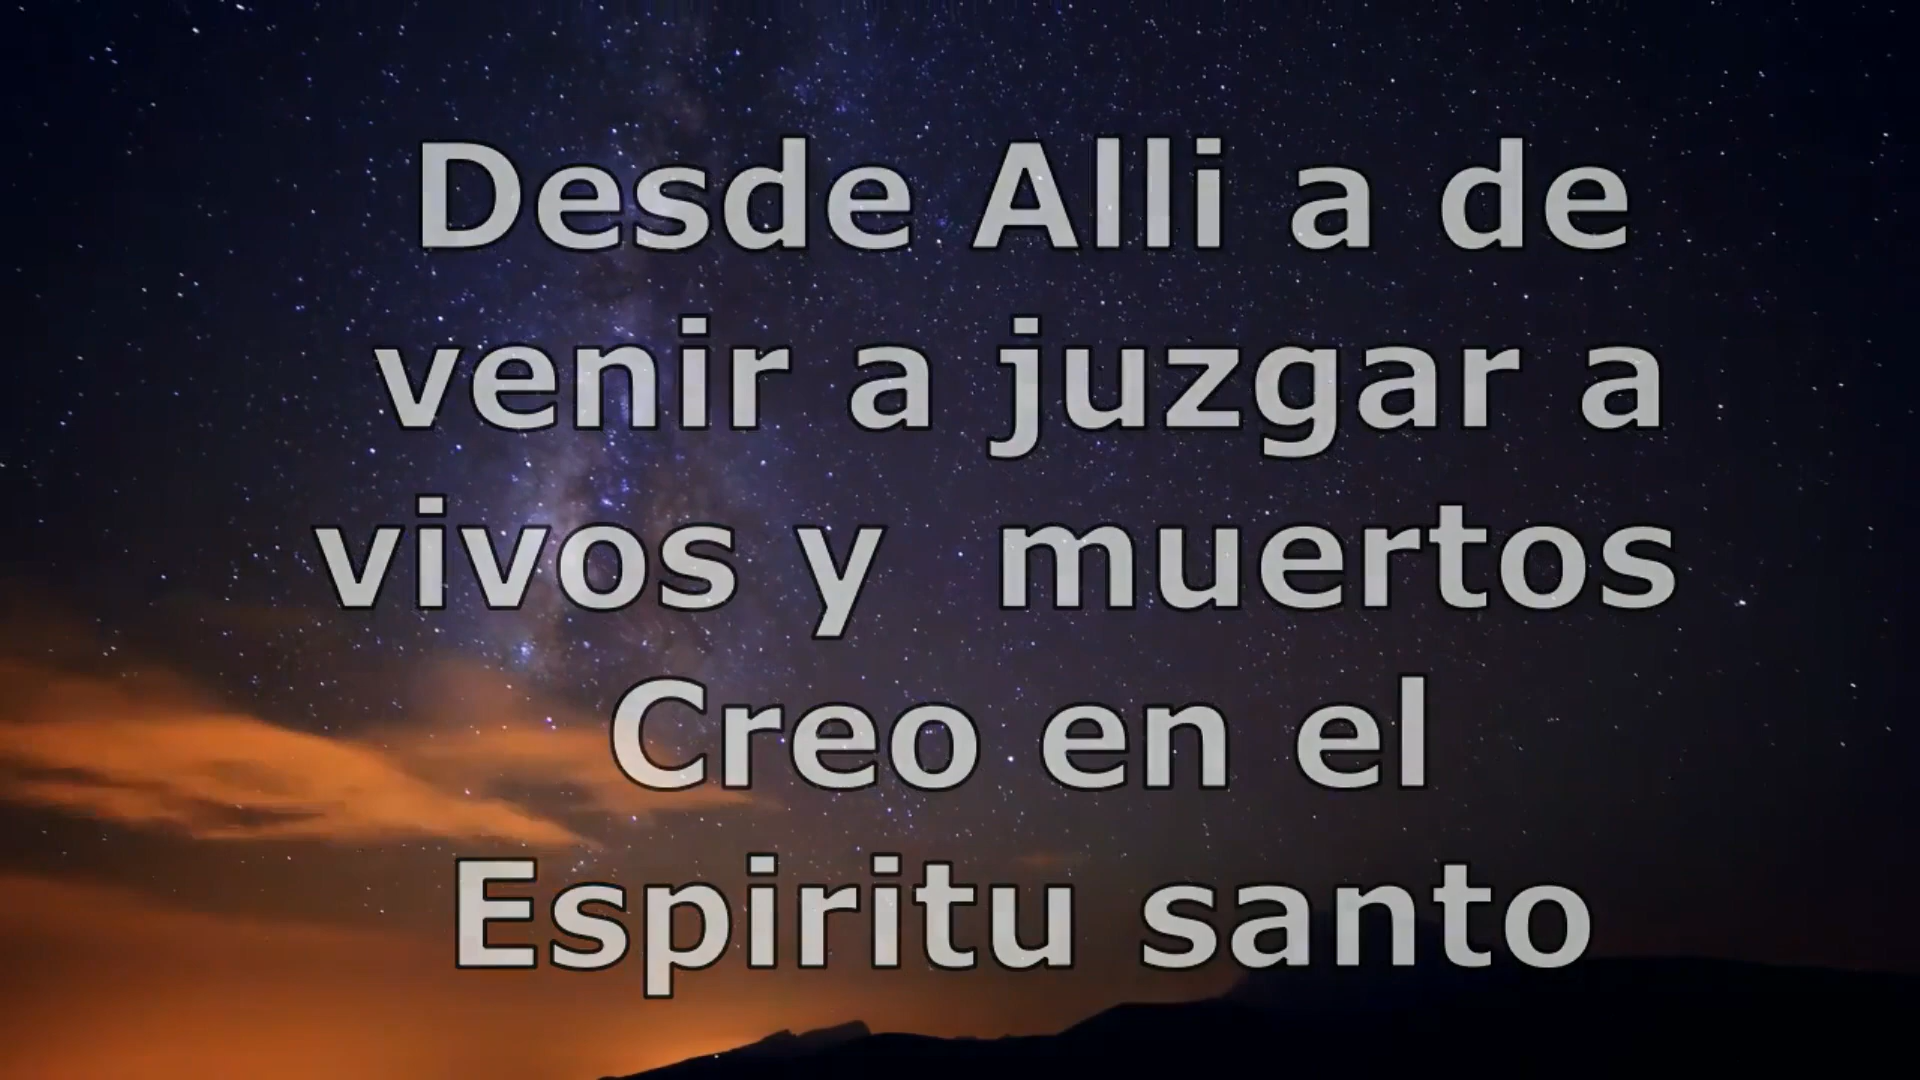 Desde Alli a de
venir a juzgar a
vivos y  muertos
Creo en el
Espiritu santo